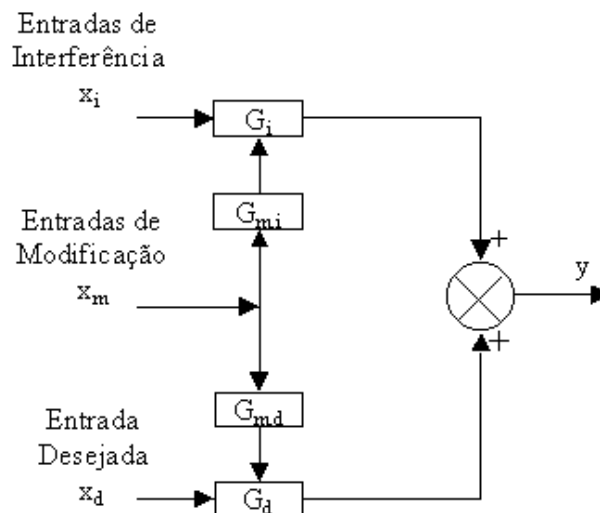 Entradas de
Interferência
xi
Gi
Gmi
Entradas de
Modificação
xm
+
y
+
Gmd
Entrada
Desejada
xd
Gd